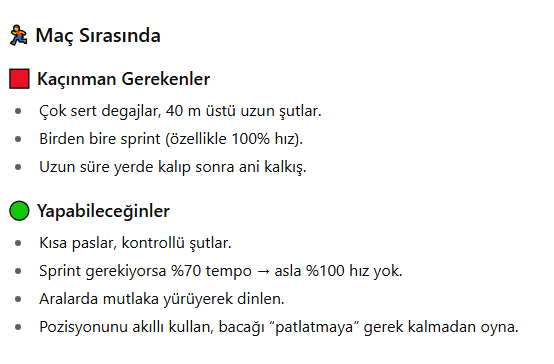 Maç Sırasında
Kaçınman Gerekenler
Çok sert degajlar, 40 m üstü uzun şutlar.
Birden bire sprint (özellikle 100% hız).
Uzun süre yerde kalıp sonra ani kalkış.
Yapabileceğinler
Kısa paslar, kontrollü şutlar.
Sprint gerekiyorsa %70 tempo → asla %100 hız yok.
Aralarda mutlaka yürüyerek dinlen.
Pozisyonunu akıllı kullan, bacağı “patlatmaya” gerek kalmadan oyna.